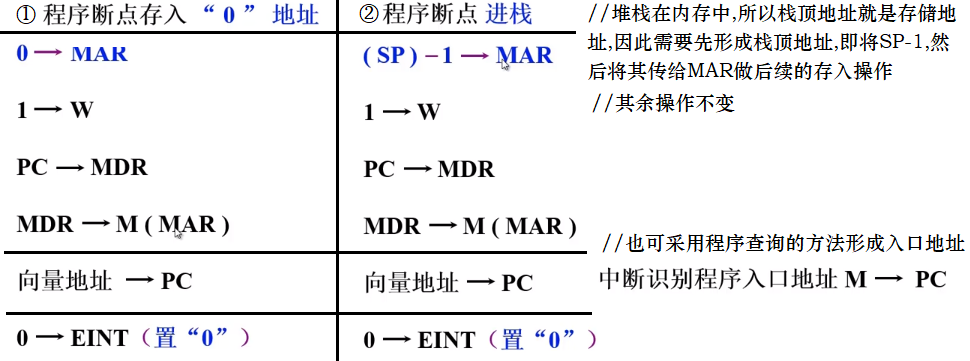 ① 程序断点存入 “ 0 ” 地址
0 → MAR
1 → W
PC → MDR
MDR → M ( MAR )
向量地址 → PC
0 → EINT（置“0”）
② 程序断点 进栈
( SP ) − 1 → MAR
1 → W
PC → MDR
MDR → M ( MAR )
向量地址 → PC
0 → EINT（置“0”）
//堆栈在内存中,所以栈顶地址就是存储地
址,因此需要先形成栈顶地址,即将SP-1,然
后将其传给MAR做后续的存入操作
//其余操作不变
//也可采用程序查询的方法形成入口地址
中断识别程序入口地址 M → PC